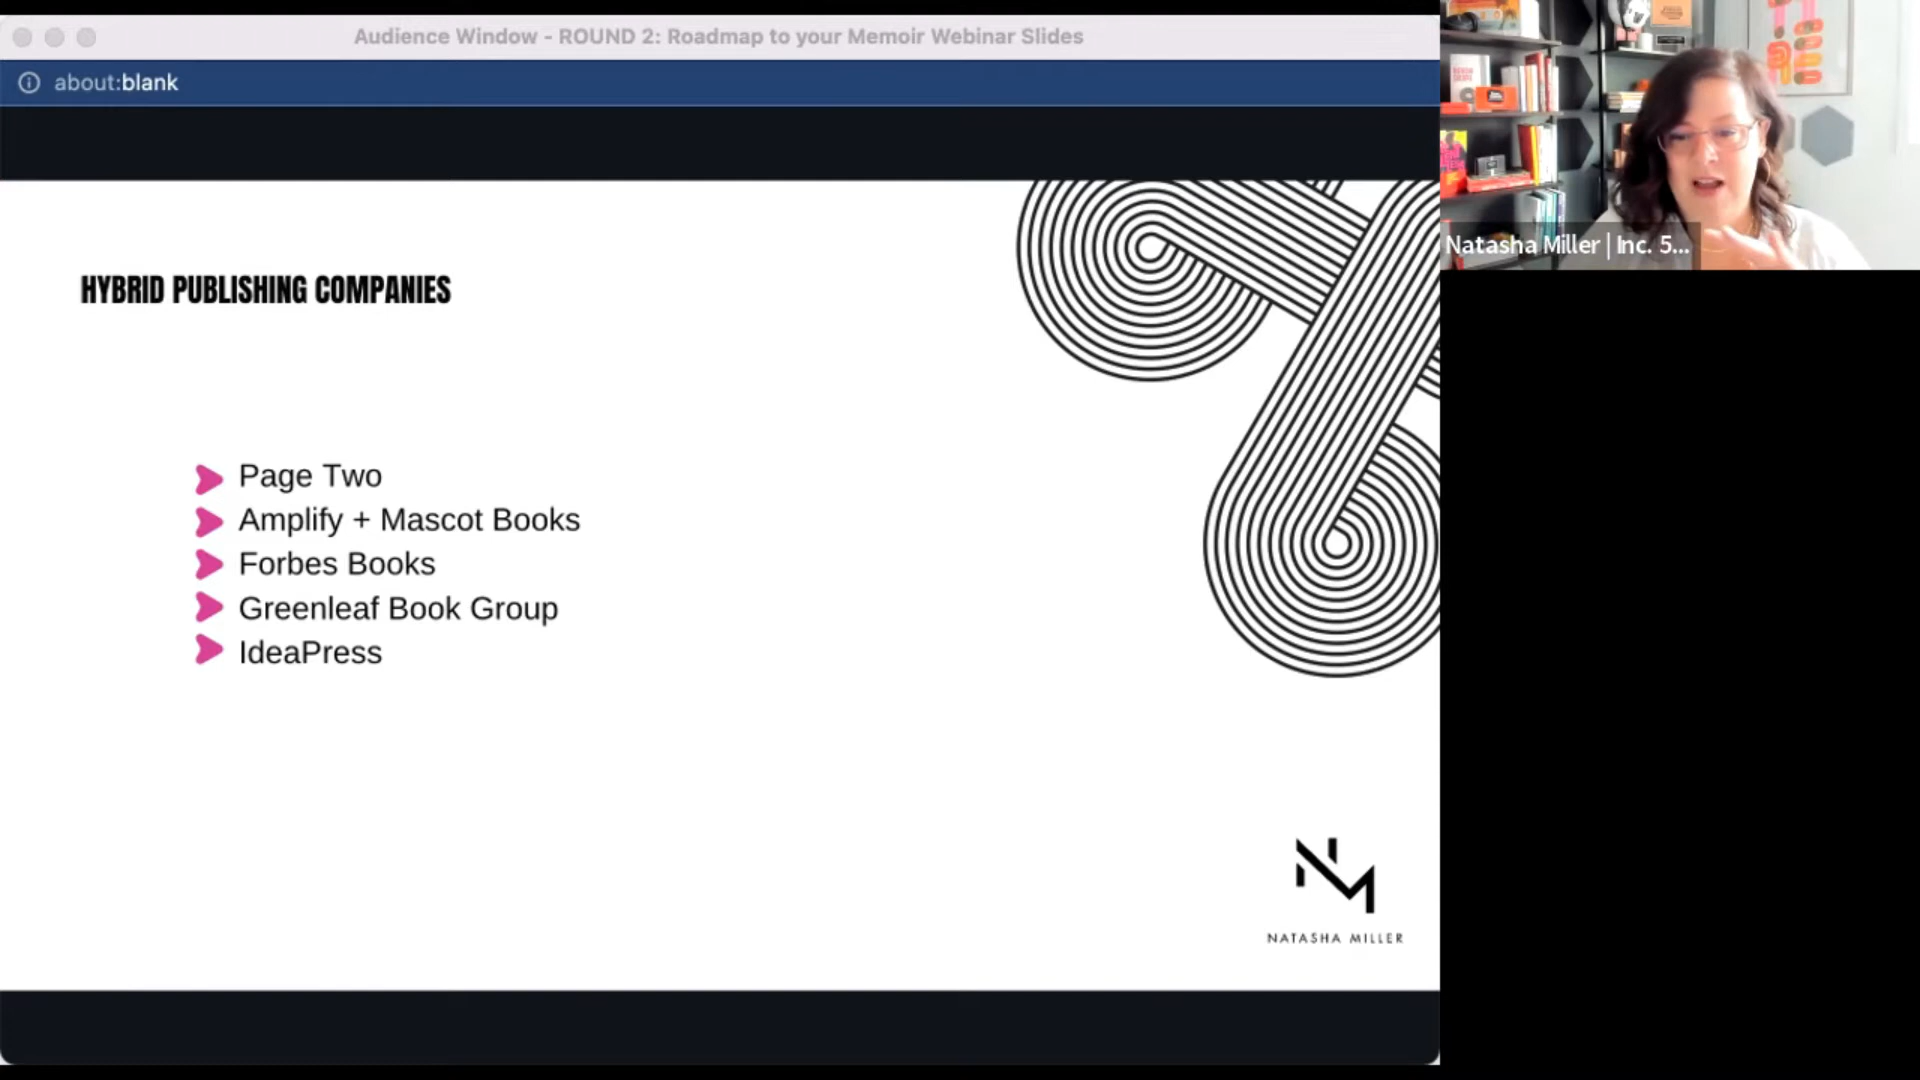 Audience Window - ROUND 2: Roadmap to your Memoir Webinar Slides
about:blank
HYBRID PUBLISHING COMPANIES
Page Two
Amplify + Mascot Books
Forbes Books
Greenleaf Book Group
IdeaPress
NM
NATASHA MILLER
Natasha Miller | Inc. 5...